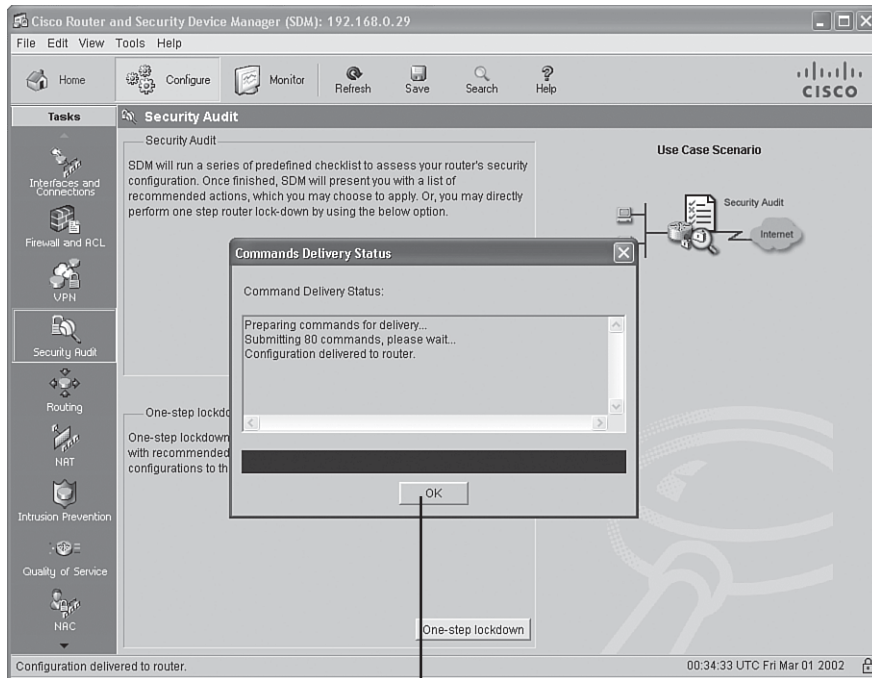 Cisco Router and Security Device Manager (SDM): 192.168.0.29
File Edit View Tools Help
Home Configure Monitor Refresh Save Search Help
CISCO
Tasks
Security Audit
Interfaces and Connections
Firewall and ACL
VPN
Security Audit
Routing
NAT
Intrusion Prevention
Quality of Service
NAC
Security Audit
SDM will run a series of predefined checklist to assess your router's security
configuration. Once finished, SDM will present you with a list of
recommended actions, which you may choose to apply. Or, you may directly
perform one step router lock-down by using the below option.
Use Case Scenario
Security Audit
Internet
Commands Delivery Status
Command Delivery Status:
Preparing commands for delivery...
Submitting 80 commands, please wait...
Configuration delivered to router.
OK
One-step lockdo
One-step lockdown
with recommended
configurations to th
One-step lockdown
Configuration delivered to router.
00:34:33 UTC Fri Mar 01 2002